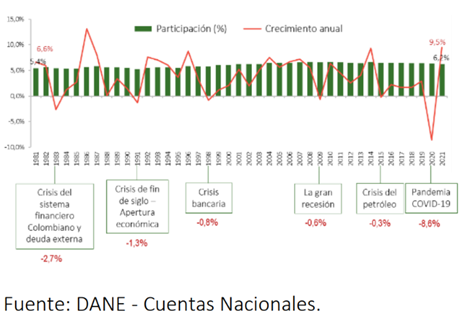 Participación (%) Crecimiento anual
15,0%
10,0%
5,0%
0,0%
-5,0%
-10,0%
6,6%
5,4%
9,5%
6,2%
1981 1982 1983 1984 1985 1986 1987 1988 1989 1990 1991 1992 1993 1994 1995 1996 1997 1998 1999 2000 2001 2002 2003 2004 2005 2006 2007 2008 2009 2010 2011 2012 2013 2014 2015 2016 2017 2018 2019 2020 2021
Crisis del
sistema
financiero
Colombiano y
deuda externa
-2,7%
Crisis de fin
de siglo –
Apertura
económica
-1,3%
Crisis
bancaria
-0,8%
La gran
recesión
-0,6%
Crisis del
petróleo
-0,3%
Pandemia
COVID-19
-8,6%
Fuente: DANE - Cuentas Nacionales.